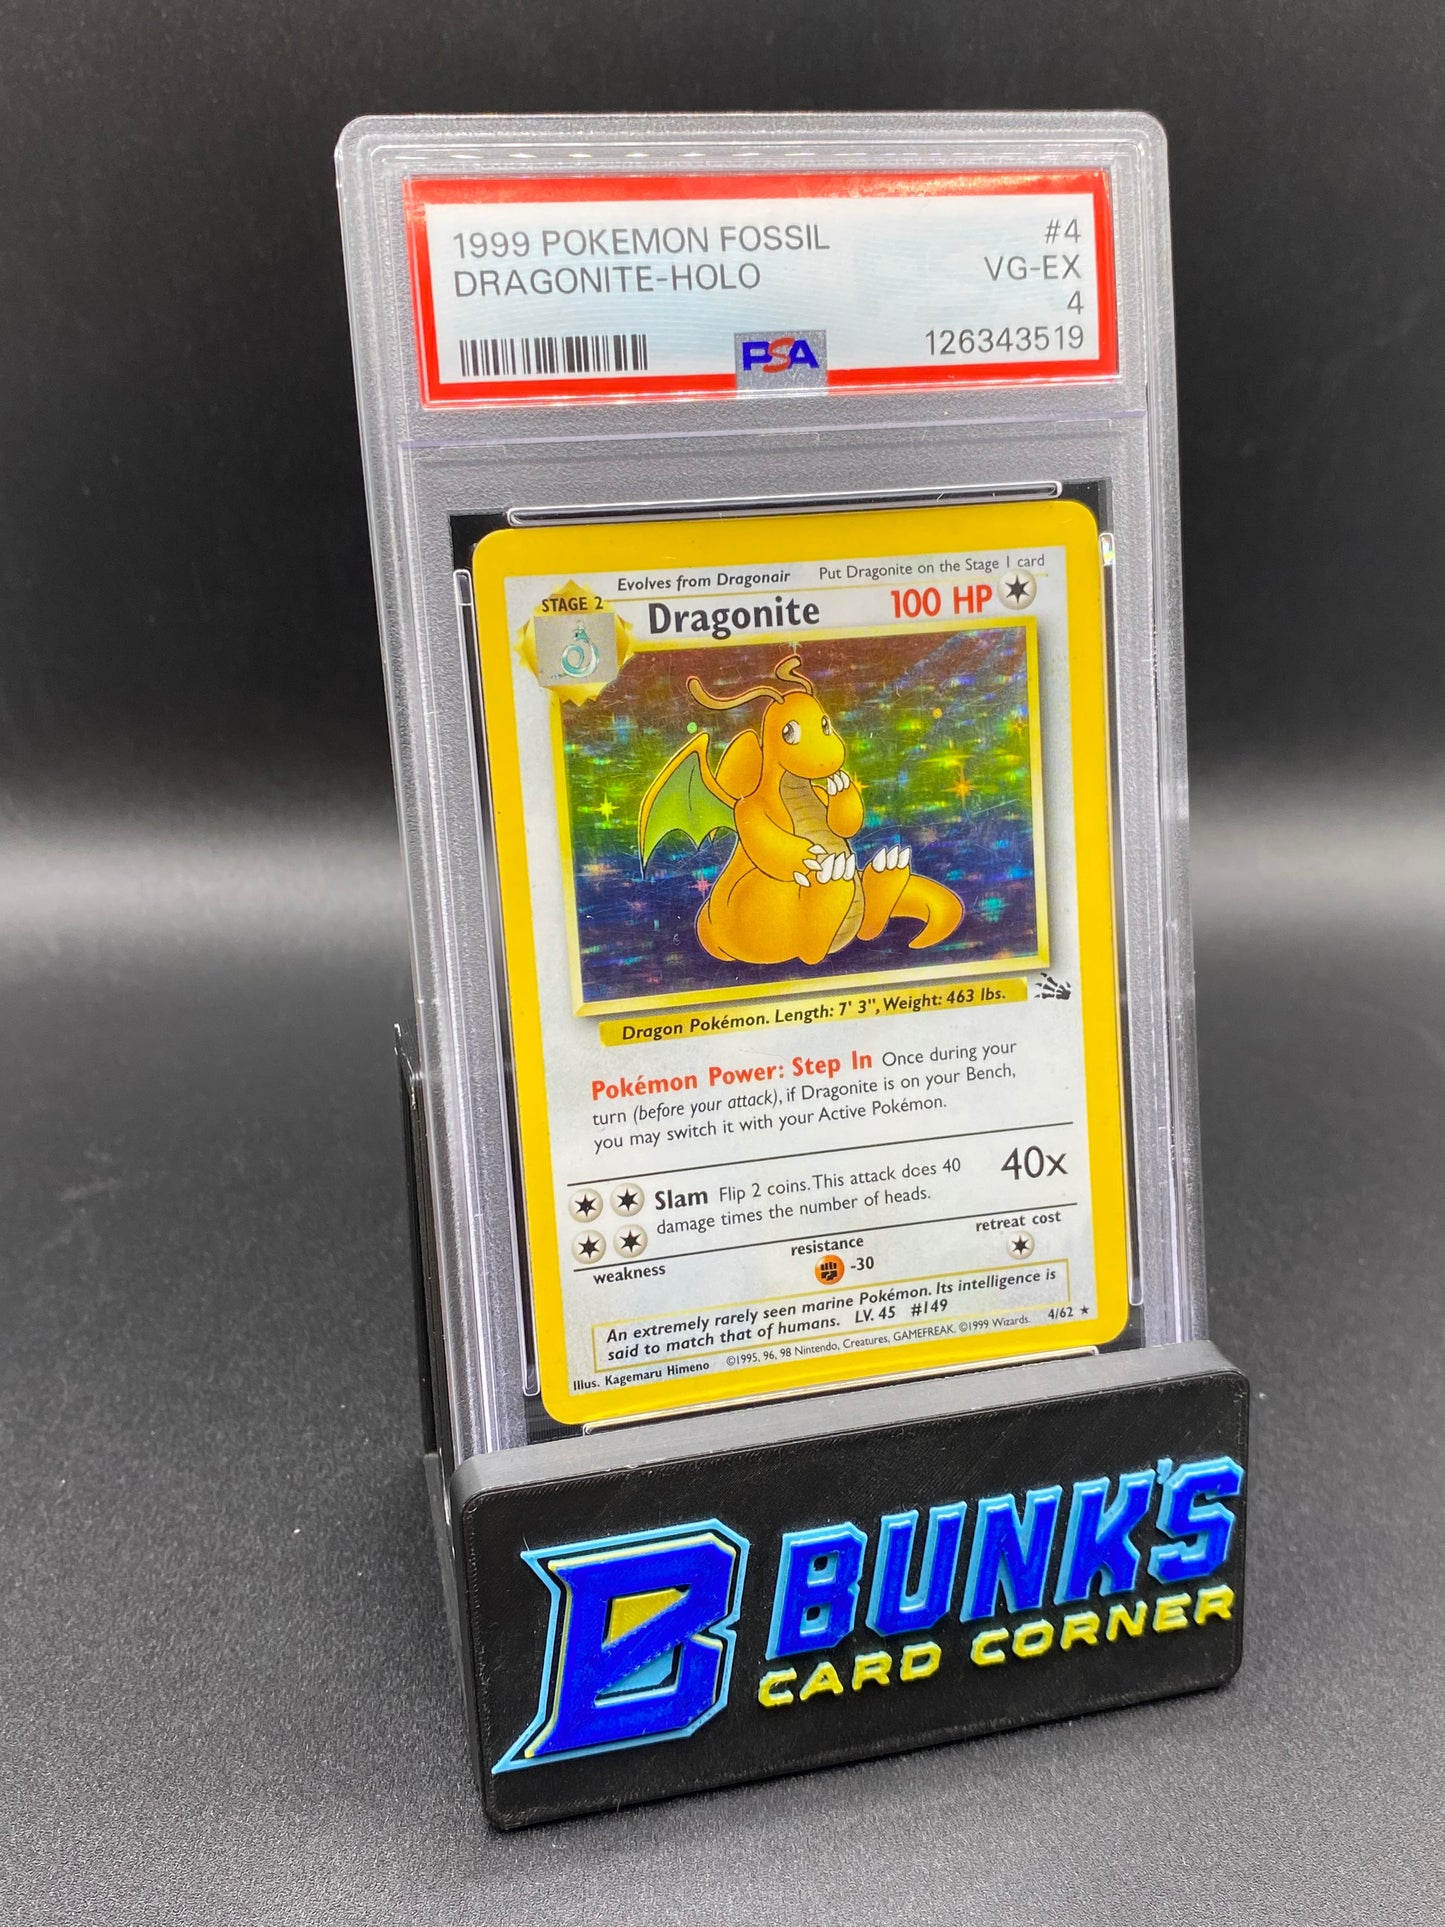 1999 POKEMON FOSSIL #4
DRAGONITE-HOLO VG-EX
4
PSA 126343519
Evolves from Dragonair Put Dragonite on the Stage 1 card
STAGE 2 Dragonite 100 HP
Dragon Pokémon. Length: 7' 3", Weight: 463 lbs.
Pokémon Power: Step In Once during your
turn (before your attack), if Dragonite is on your Bench,
you may switch it with your Active Pokémon.
Slam Flip 2 coins. This attack does 40 40x
damage times the number of heads.
weakness resistance retreat cost
-30
An extremely rarely seen marine Pokémon. Its intelligence is
said to match that of humans. LV. 45 #149
Illus. Kagemaru Himeno ©1995, 96, 98 Nintendo, Creatures, GAMEFREAK. ©1999 Wizards. 4/62 ★
B BUNK'S
CARD CORNER